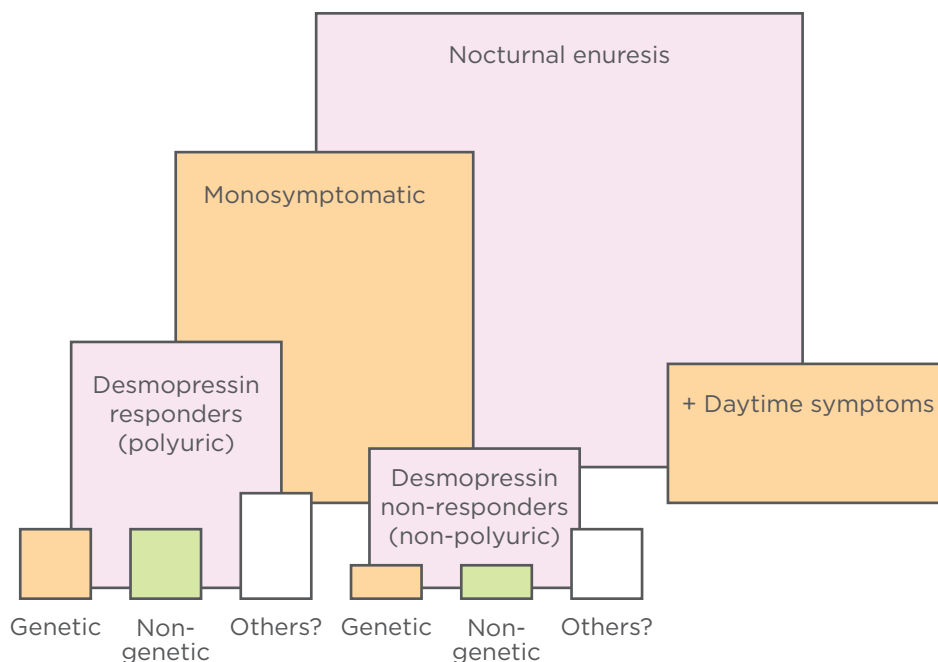 Nocturnal enuresis
Monosymptomatic
Desmopressin
responders
(polyuric)
+ Daytime symptoms
Desmopressin
non-responders
(non-polyuric)
Genetic
Non-
genetic
Others?
Genetic
Non-
genetic
Others?